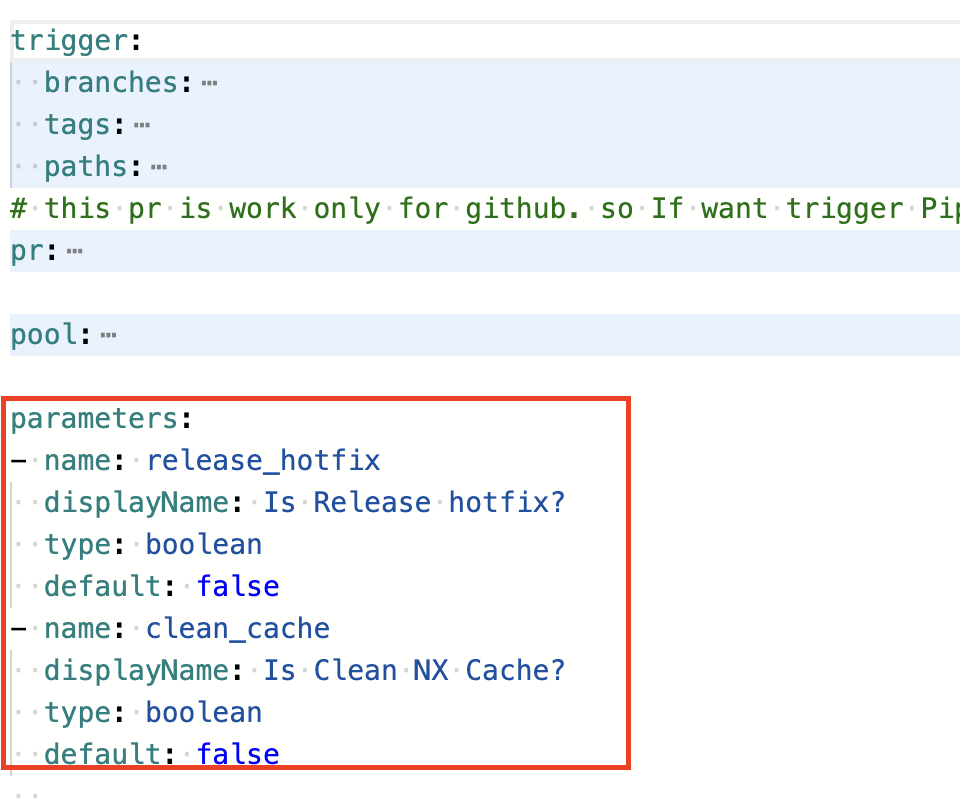 trigger:
  branches:…
  tags:…
  paths:…
# this pr is work only for github. so If want trigger
pr:…
pool:…
parameters:
- name: release_hotfix
  displayName: Is Release hotfix?
  type: boolean
  default: false
- name: clean_cache
  displayName: Is Clean NX Cache?
  type: boolean
  default: false